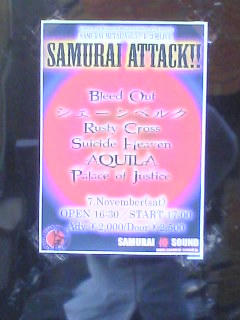 SAMURAI ATTACK!!
Bleed Out
シェーンベルク
Rusty Cross
Suicide Heaven
AQUILA
Palace of Justice
7.November(sat)
OPEN 16:30 / START 17:00
Adv ¥2,000/Door ¥2,500
SAMURAI SOUND